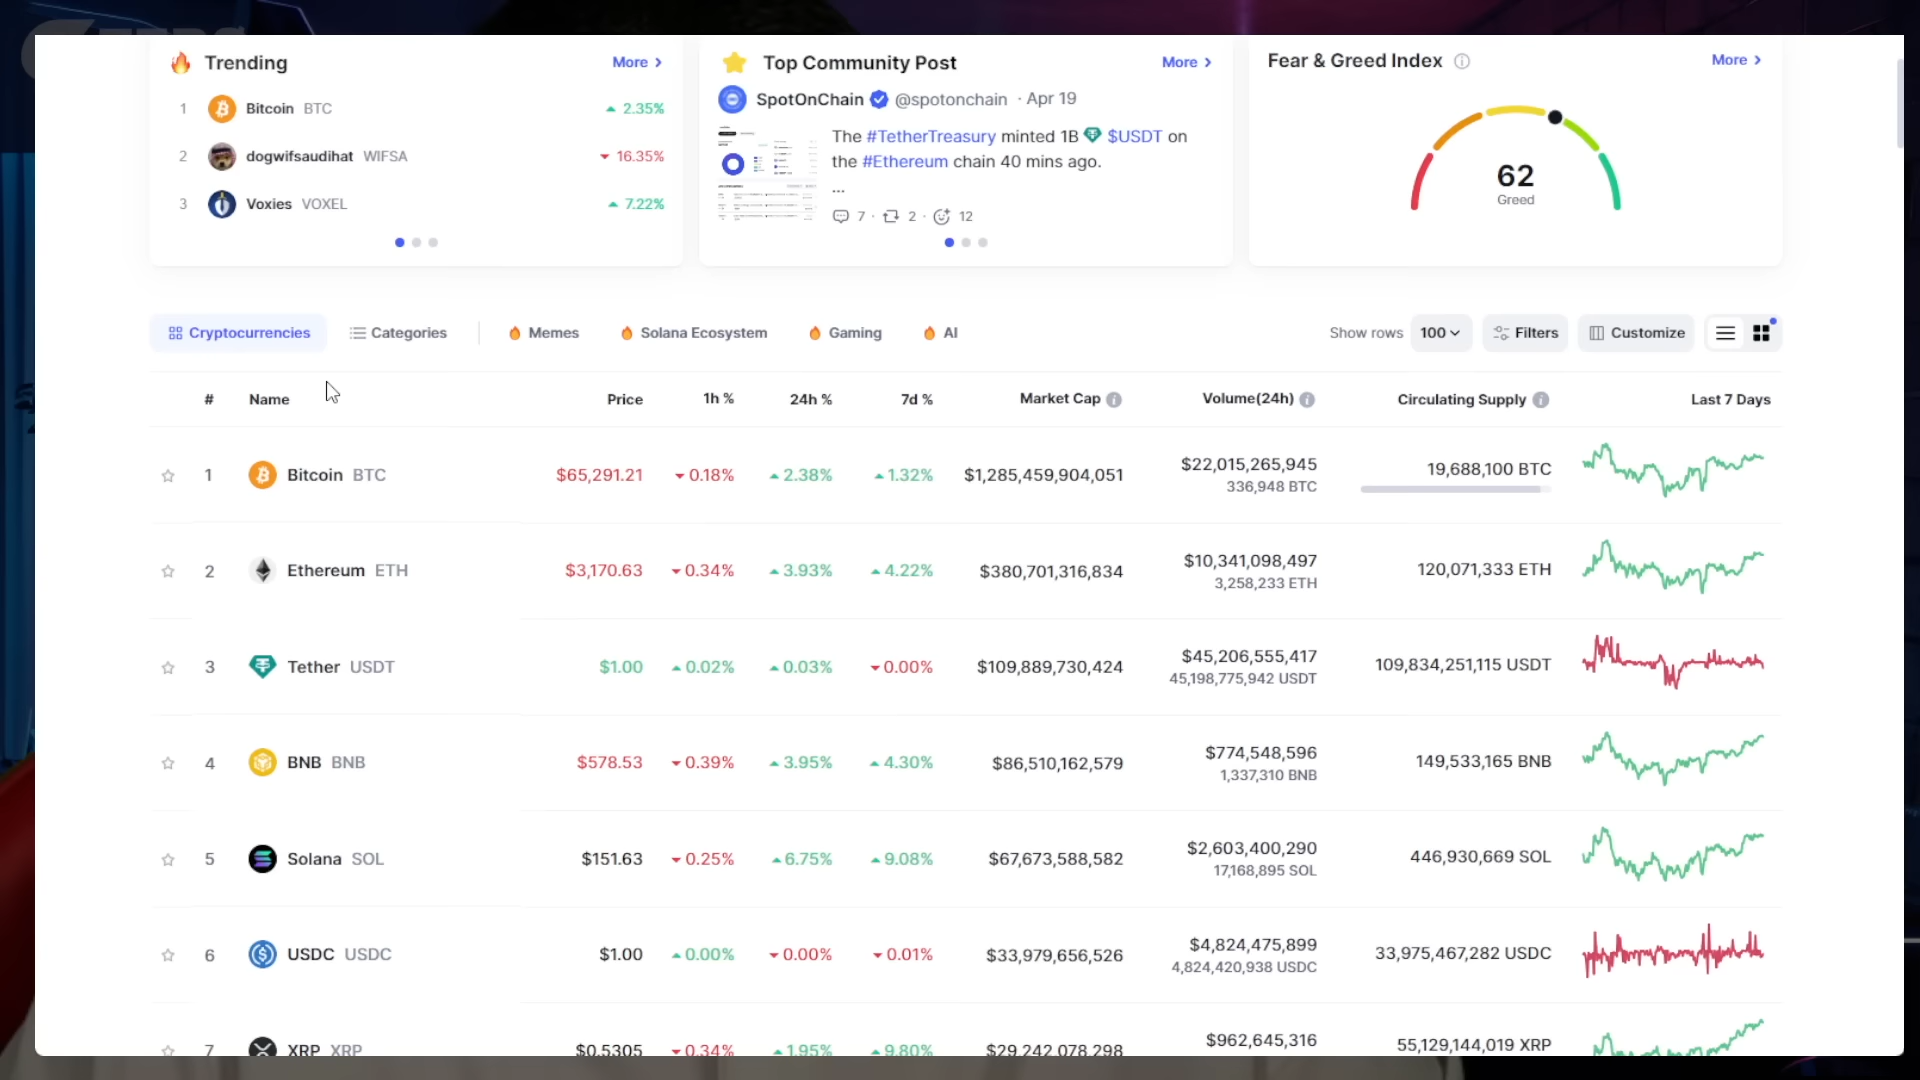 Trending
More >
1 Bitcoin BTC 2.35%
2 dogwifsaudihat WIFSA 16.35%
3 Voxies VOXEL 7.22%
Top Community Post
More >
SpotOnChain @spotonchain · Apr 19
The #TetherTreasury minted 1B $USDT on
the #Ethereum chain 40 mins ago.
...
7 · 2 · 12
Fear & Greed Index
More >
62
Greed
Cryptocurrencies Categories Memes Solana Ecosystem Gaming AI Show rows 100 Filters Customize
# Name Price 1h % 24h % 7d % Market Cap Volume(24h) Circulating Supply Last 7 Days
1 Bitcoin BTC $65,291.21 0.18% 2.38% 1.32% $1,285,459,904,051 $22,015,265,945 19,688,100 BTC
336,948 BTC
2 Ethereum ETH $3,170.63 0.34% 3.93% 4.22% $380,701,316,834 $10,341,098,497 120,071,333 ETH
3,258,233 ETH
3 Tether USDT $1.00 0.02% 0.03% 0.00% $109,889,730,424 $45,206,555,417 109,834,251,115 USDT
45,198,775,942 USDT
4 BNB BNB $578.53 0.39% 3.95% 4.30% $86,510,162,579 $774,548,596 149,533,165 BNB
1,337,310 BNB
5 Solana SOL $151.63 0.25% 6.75% 9.08% $67,673,588,582 $2,603,400,290 446,930,669 SOL
17,168,895 SOL
6 USDC USDC $1.00 0.00% 0.00% 0.01% $33,979,656,526 $4,824,475,899 33,975,467,282 USDC
4,824,420,938 USDC
7 XRP XRP $0.5305 0.34% 1.95% 9.80% $29,242,078,298 $962,645,316 55,129,144,019 XRP